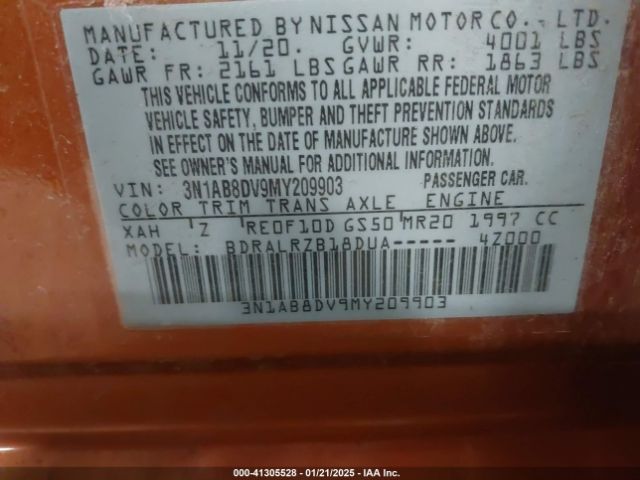 MANUFACTURED BY NISSAN MOTOR CO., LTD.
DATE: 11/20. GVWR: 4001 LBS
GAWR FR: 2161 LBS GAWR RR: 1863 LBS
THIS VEHICLE CONFORMS TO ALL APPLICABLE FEDERAL MOTOR
VEHICLE SAFETY, BUMPER AND THEFT PREVENTION STANDARDS
IN EFFECT ON THE DATE OF MANUFACTURE SHOWN ABOVE.
SEE OWNER'S MANUAL FOR ADDITIONAL INFORMATION.
VIN: 3N1AB8DV9MY209903 PASSENGER CAR.
COLOR TRIM TRANS AXLE ENGINE
XAH Z RE0F10D GS50 MR20 1997 CC
MODEL: BDRALRZB18DUA----- 4Z000
3N1AB8DV9MY209903
000-41305528 - 01/21/2025 - IAA Inc.